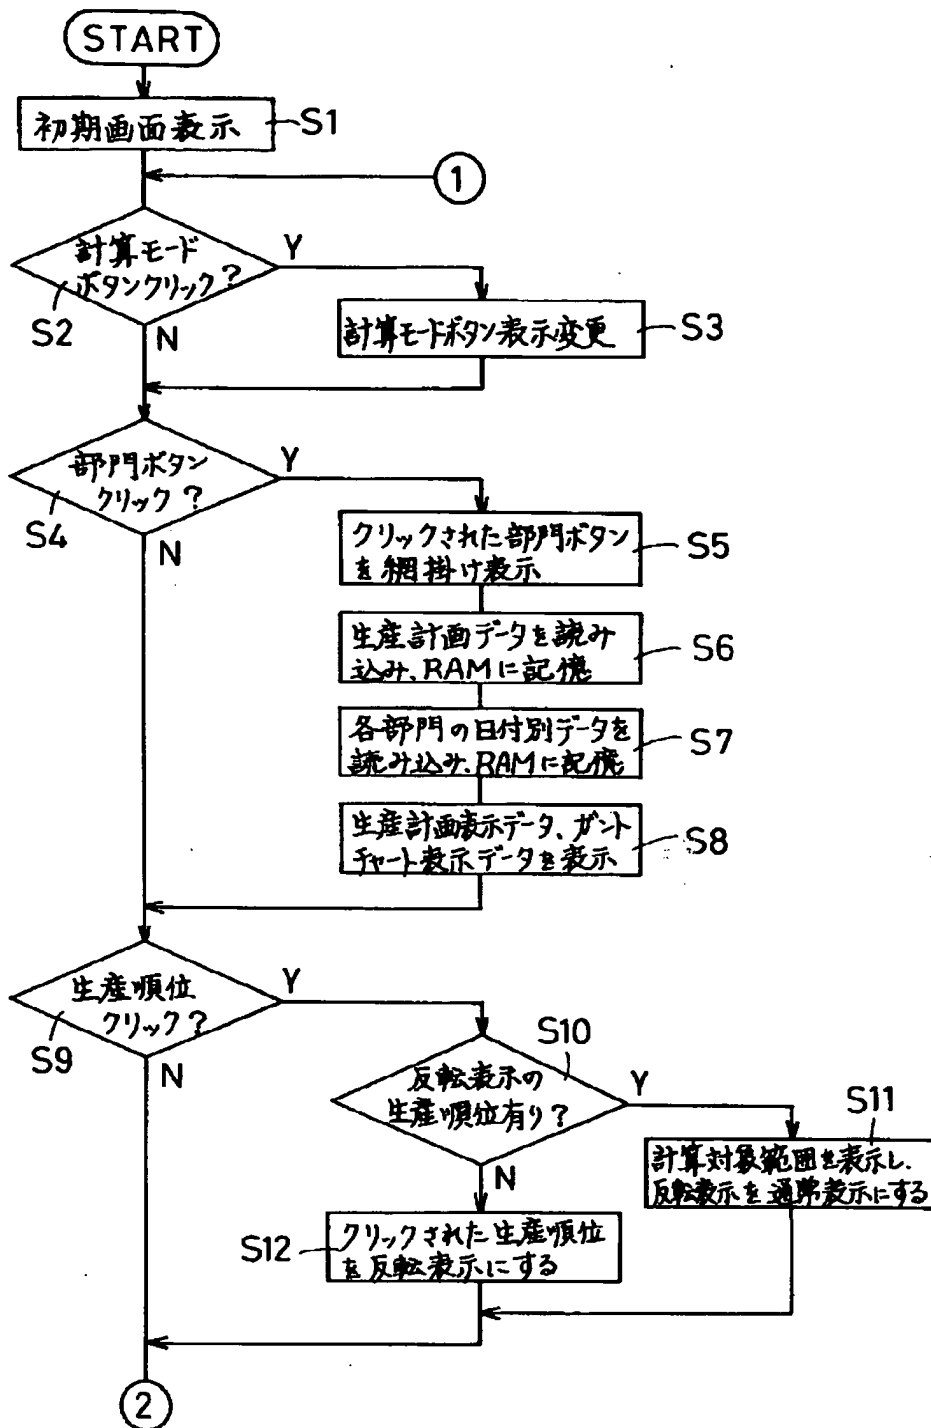 START
初期画面表示
S1
1
計算モード
ボタンクリック?
Y
S2
N
計算モードボタン表示変更
S3
部門ボタン
クリック?
Y
S4
N
クリックされた部門ボタン
を網掛け表示
S5
生産計画データを読み
込み、RAMに記憶
S6
各部門の日付別データを
読み込み、RAMに記憶
S7
生産計画表示データ、ガント
チャート表示データを表示
S8
生産順位
クリック?
Y
S9
N
S10
反転表示の
生産順位有り?
Y
N
S11
計算対象範囲を表示し、
反転表示を通常表示にする
S12
クリックされた生産順位
を反転表示にする
2